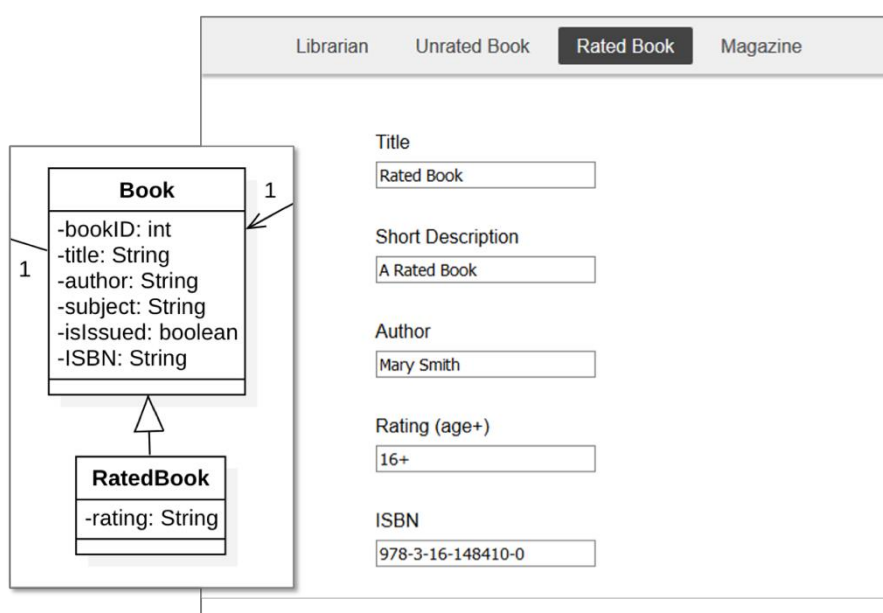 Librarian Unrated Book Rated Book Magazine
Title
Rated Book
Short Description
A Rated Book
Author
Mary Smith
Rating (age+)
16+
ISBN
978-3-16-148410-0
Book
1
-bookID: int
-title: String
1
-author: String
-subject: String
-isIssued: boolean
-ISBN: String
RatedBook
-rating: String